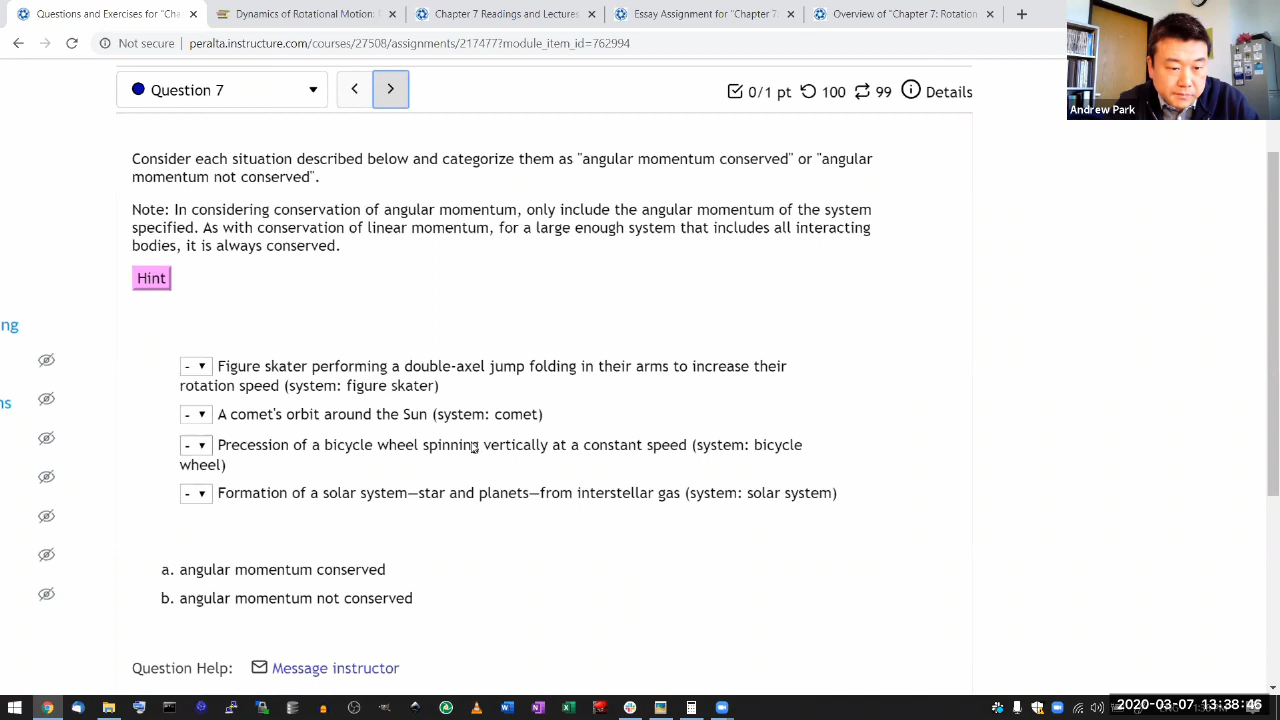 Questions and Exercises for "Cha
Dynamics of Rotational Motion
Chapter 7 Readings and Lectures
Essay Assignment for "Chapter 7:
Overview of "Chapter 7: Rotation
Not secure | peralta.instructure.com/courses/2718/assignments/217477?module_item_id=762994
Andrew Park
Question 7
0/1 pt 100 99 Details
Consider each situation described below and categorize them as "angular momentum conserved" or "angular
momentum not conserved".
Note: In considering conservation of angular momentum, only include the angular momentum of the system
specified. As with conservation of linear momentum, for a large enough system that includes all interacting
bodies, it is always conserved.
Hint
ng
ns
- Figure skater performing a double-axel jump folding in their arms to increase their
rotation speed (system: figure skater)
- A comet's orbit around the Sun (system: comet)
- Precession of a bicycle wheel spinning vertically at a constant speed (system: bicycle
wheel)
- Formation of a solar system—star and planets—from interstellar gas (system: solar system)
a. angular momentum conserved
b. angular momentum not conserved
Question Help: Message instructor
2020-03-07 13:38:46